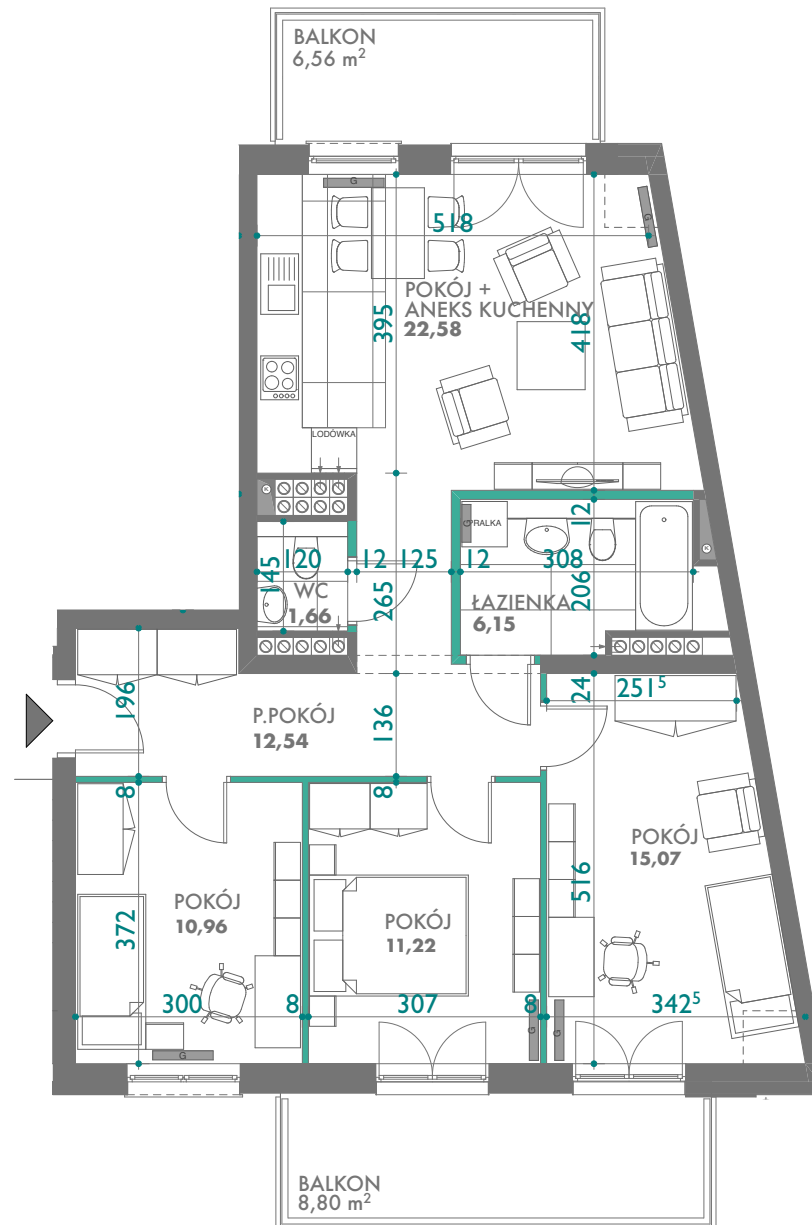 BALKON
6,56 m²
G
G
518
POKÓJ +
ANEKS KUCHENNY
22,58
395
418
LODÓWKA
K
PRALKA
G
12
K
120
12
125
12
308
145
WC
1,66
265
ŁAZIENKA
6,15
206
196
P.POKÓJ
12,54
136
24
251⁵
8
8
POKÓJ
15,07
516
POKÓJ
10,96
372
POKÓJ
11,22
300
8
307
8
342⁵
G
G
G
BALKON
8,80 m²